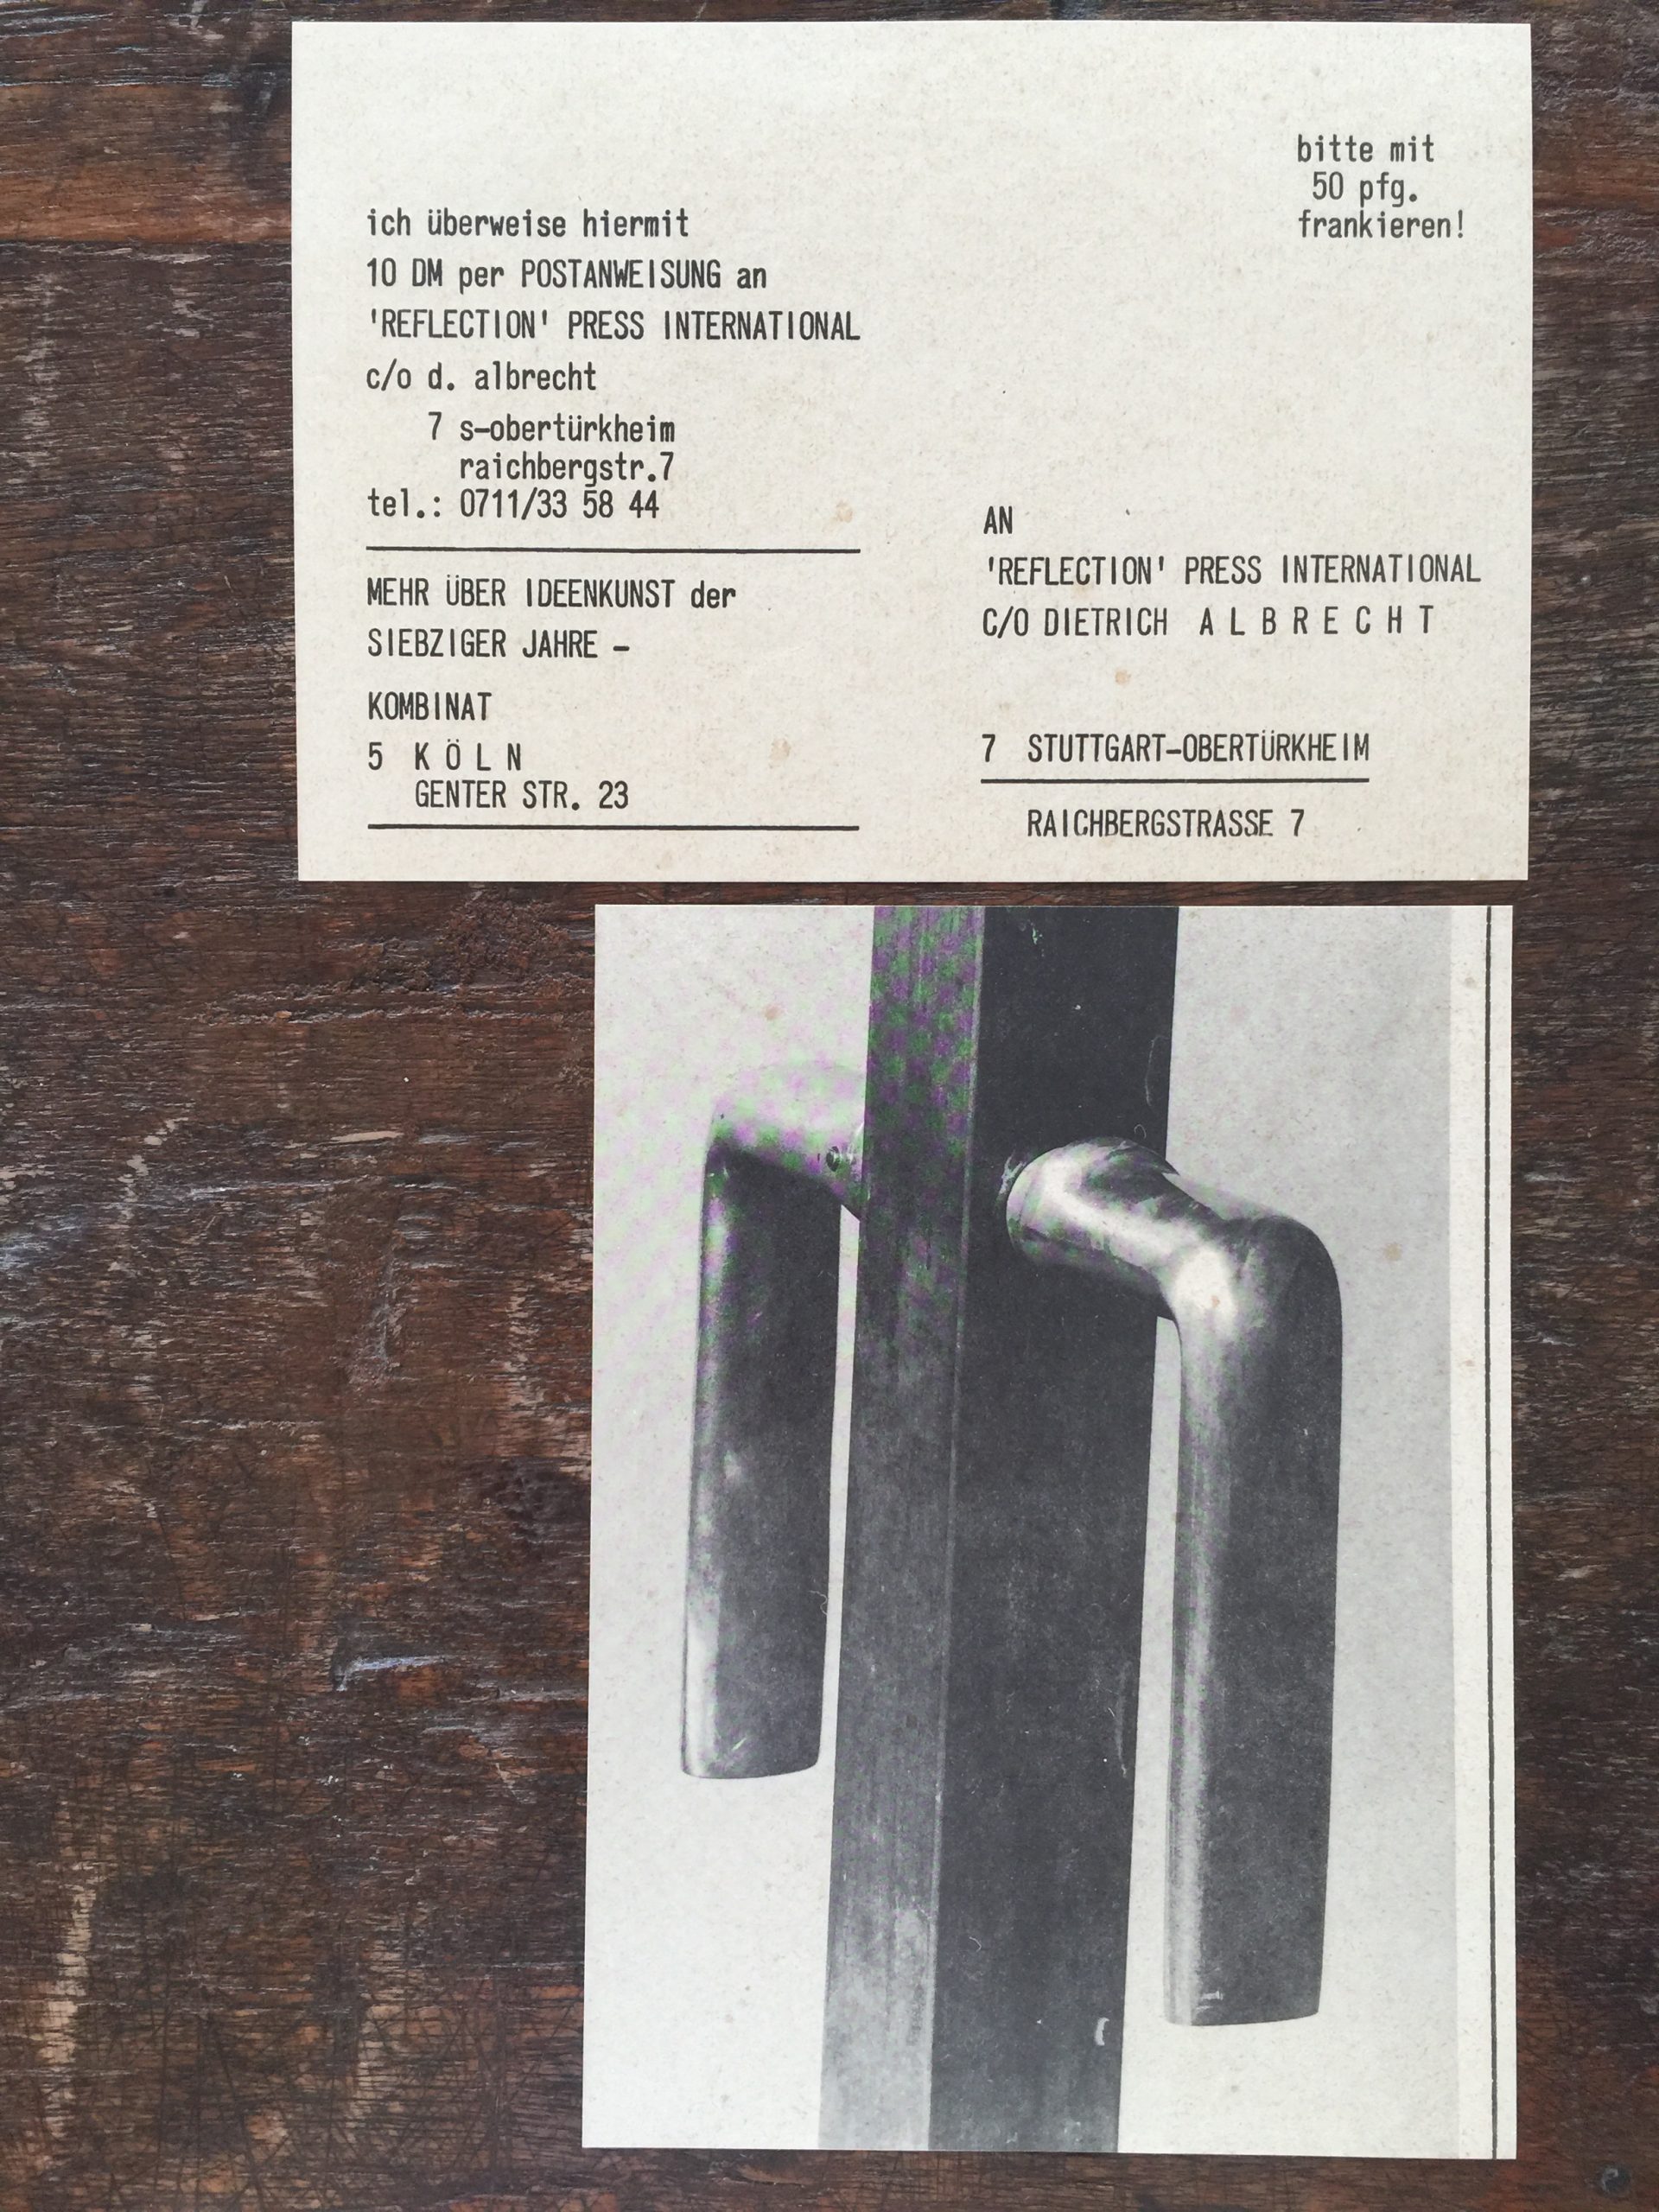 bitte mit
50 pfg.
frankieren!
ich überweise hiermit
10 DM per POSTANWEISUNG an
'REFLECTION' PRESS INTERNATIONAL
c/o d. albrecht
7 s-obertürkheim
raichbergstr.7
tel.: 0711/33 58 44
MEHR ÜBER IDEENKUNST der
SIEBZIGER JAHRE -
KOMBINAT
5 K Ö L N
GENTER STR. 23
AN
'REFLECTION' PRESS INTERNATIONAL
C/O DIETRICH A L B R E C H T
7 STUTTGART-OBERTÜRKHEIM
RAICHBERGSTRASSE 7